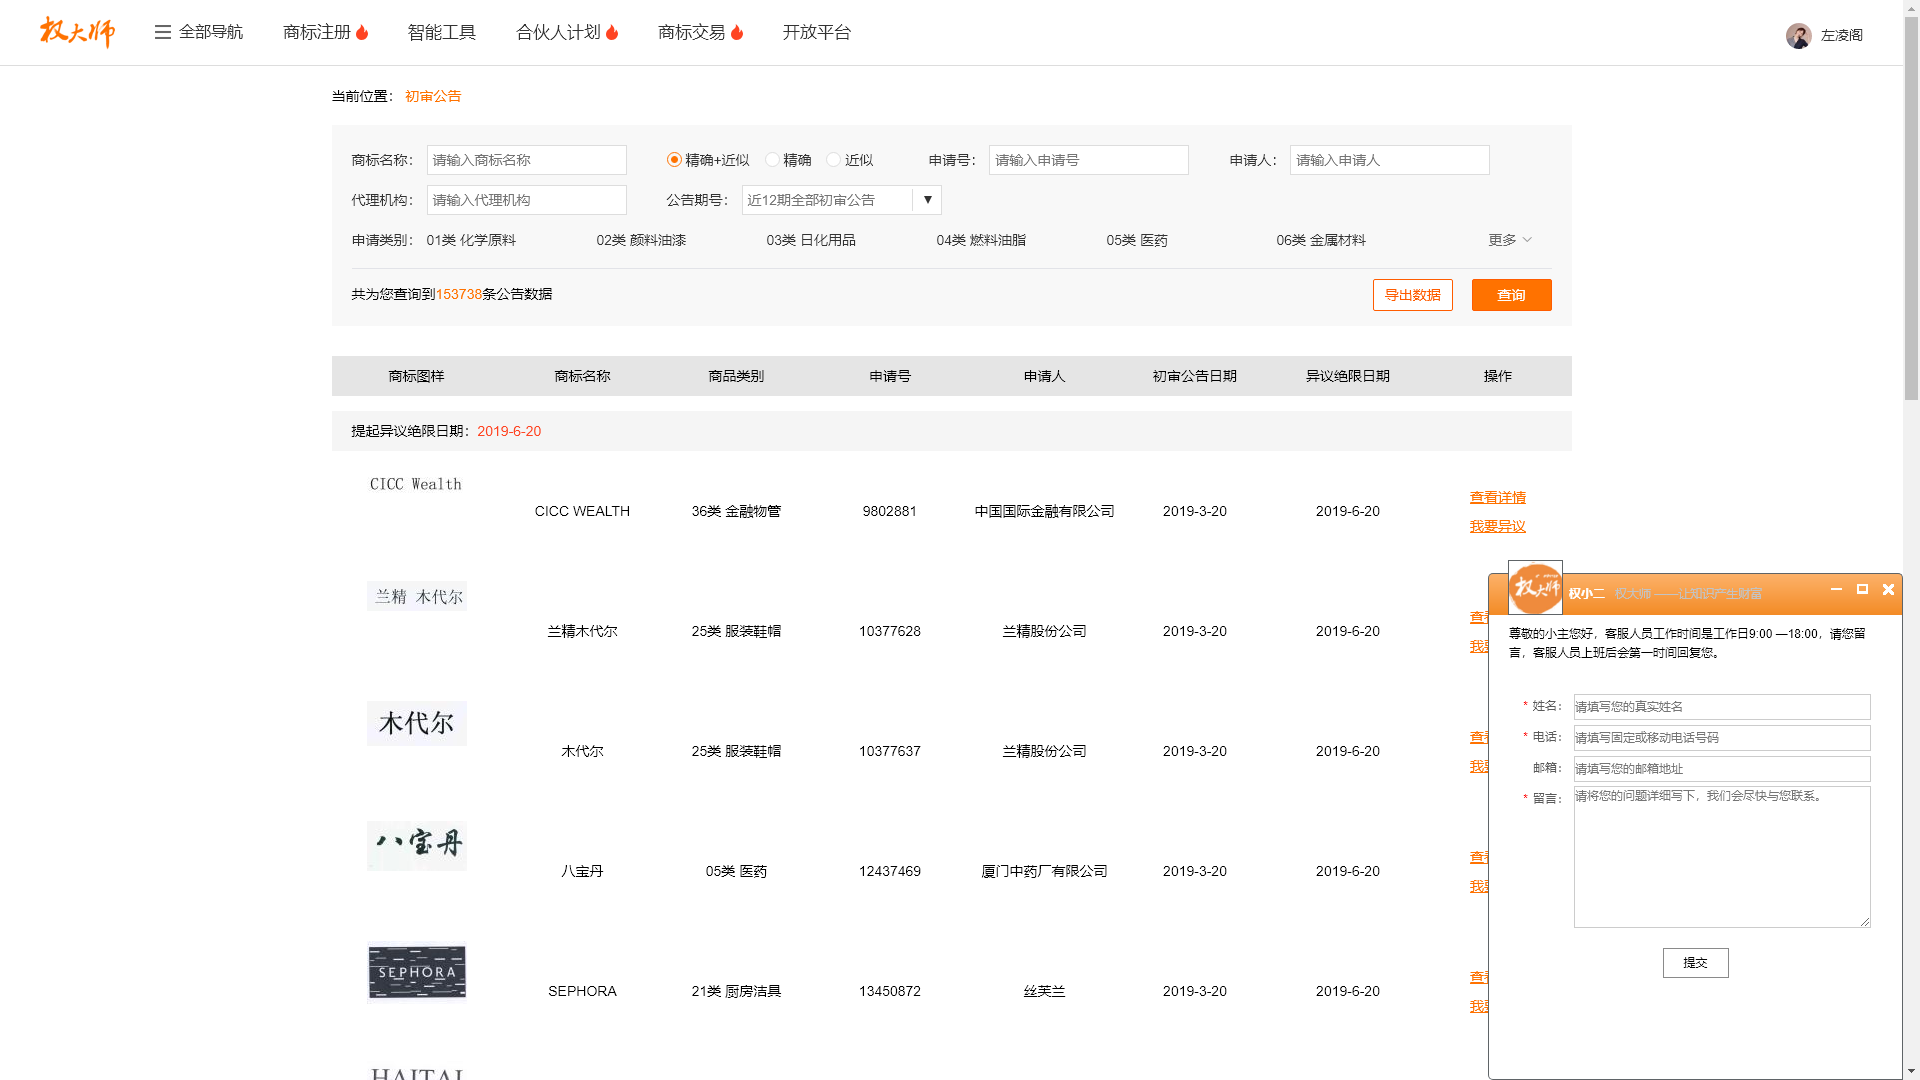 权大师 全部导航 商标注册 智能工具 合伙人计划 商标交易 开放平台 左凌阁
当前位置： 初审公告
商标名称： 请输入商标名称 精确+近似 精确 近似 申请号： 请输入申请号 申请人： 请输入申请人
代理机构： 请输入代理机构 公告期号： 近12期全部初审公告
申请类别： 01类 化学原料 02类 颜料油漆 03类 日化用品 04类 燃料油脂 05类 医药 06类 金属材料 更多
共为您查询到153738条公告数据 导出数据 查询
商标图样 商标名称 商品类别 申请号 申请人 初审公告日期 异议绝限日期 操作
提起异议绝限日期：2019-6-20
CICC Wealth
CICC WEALTH 36类 金融物管 9802881 中国国际金融有限公司 2019-3-20 2019-6-20 查看详情
我要异议
兰精 木代尔
兰精木代尔 25类 服装鞋帽 10377628 兰精股份公司 2019-3-20 2019-6-20
木代尔
木代尔 25类 服装鞋帽 10377637 兰精股份公司 2019-3-20 2019-6-20
八宝丹
八宝丹 05类 医药 12437469 厦门中药厂有限公司 2019-3-20 2019-6-20
SEPHORA
SEPHORA 21类 厨房洁具 13450872 丝芙兰 2019-3-20 2019-6-20
HAITAI
权大师 权小二 权大师 ——让知识产生财富
尊敬的小主您好，客服人员工作时间是工作日9:00 —18:00，请您留
言，客服人员上班后会第一时间回复您。
* 姓名： 请填写您的真实姓名
* 电话： 请填写固定或移动电话号码
邮箱： 请填写您的邮箱地址
* 留言： 请将您的问题详细写下，我们会尽快与您联系。
提交